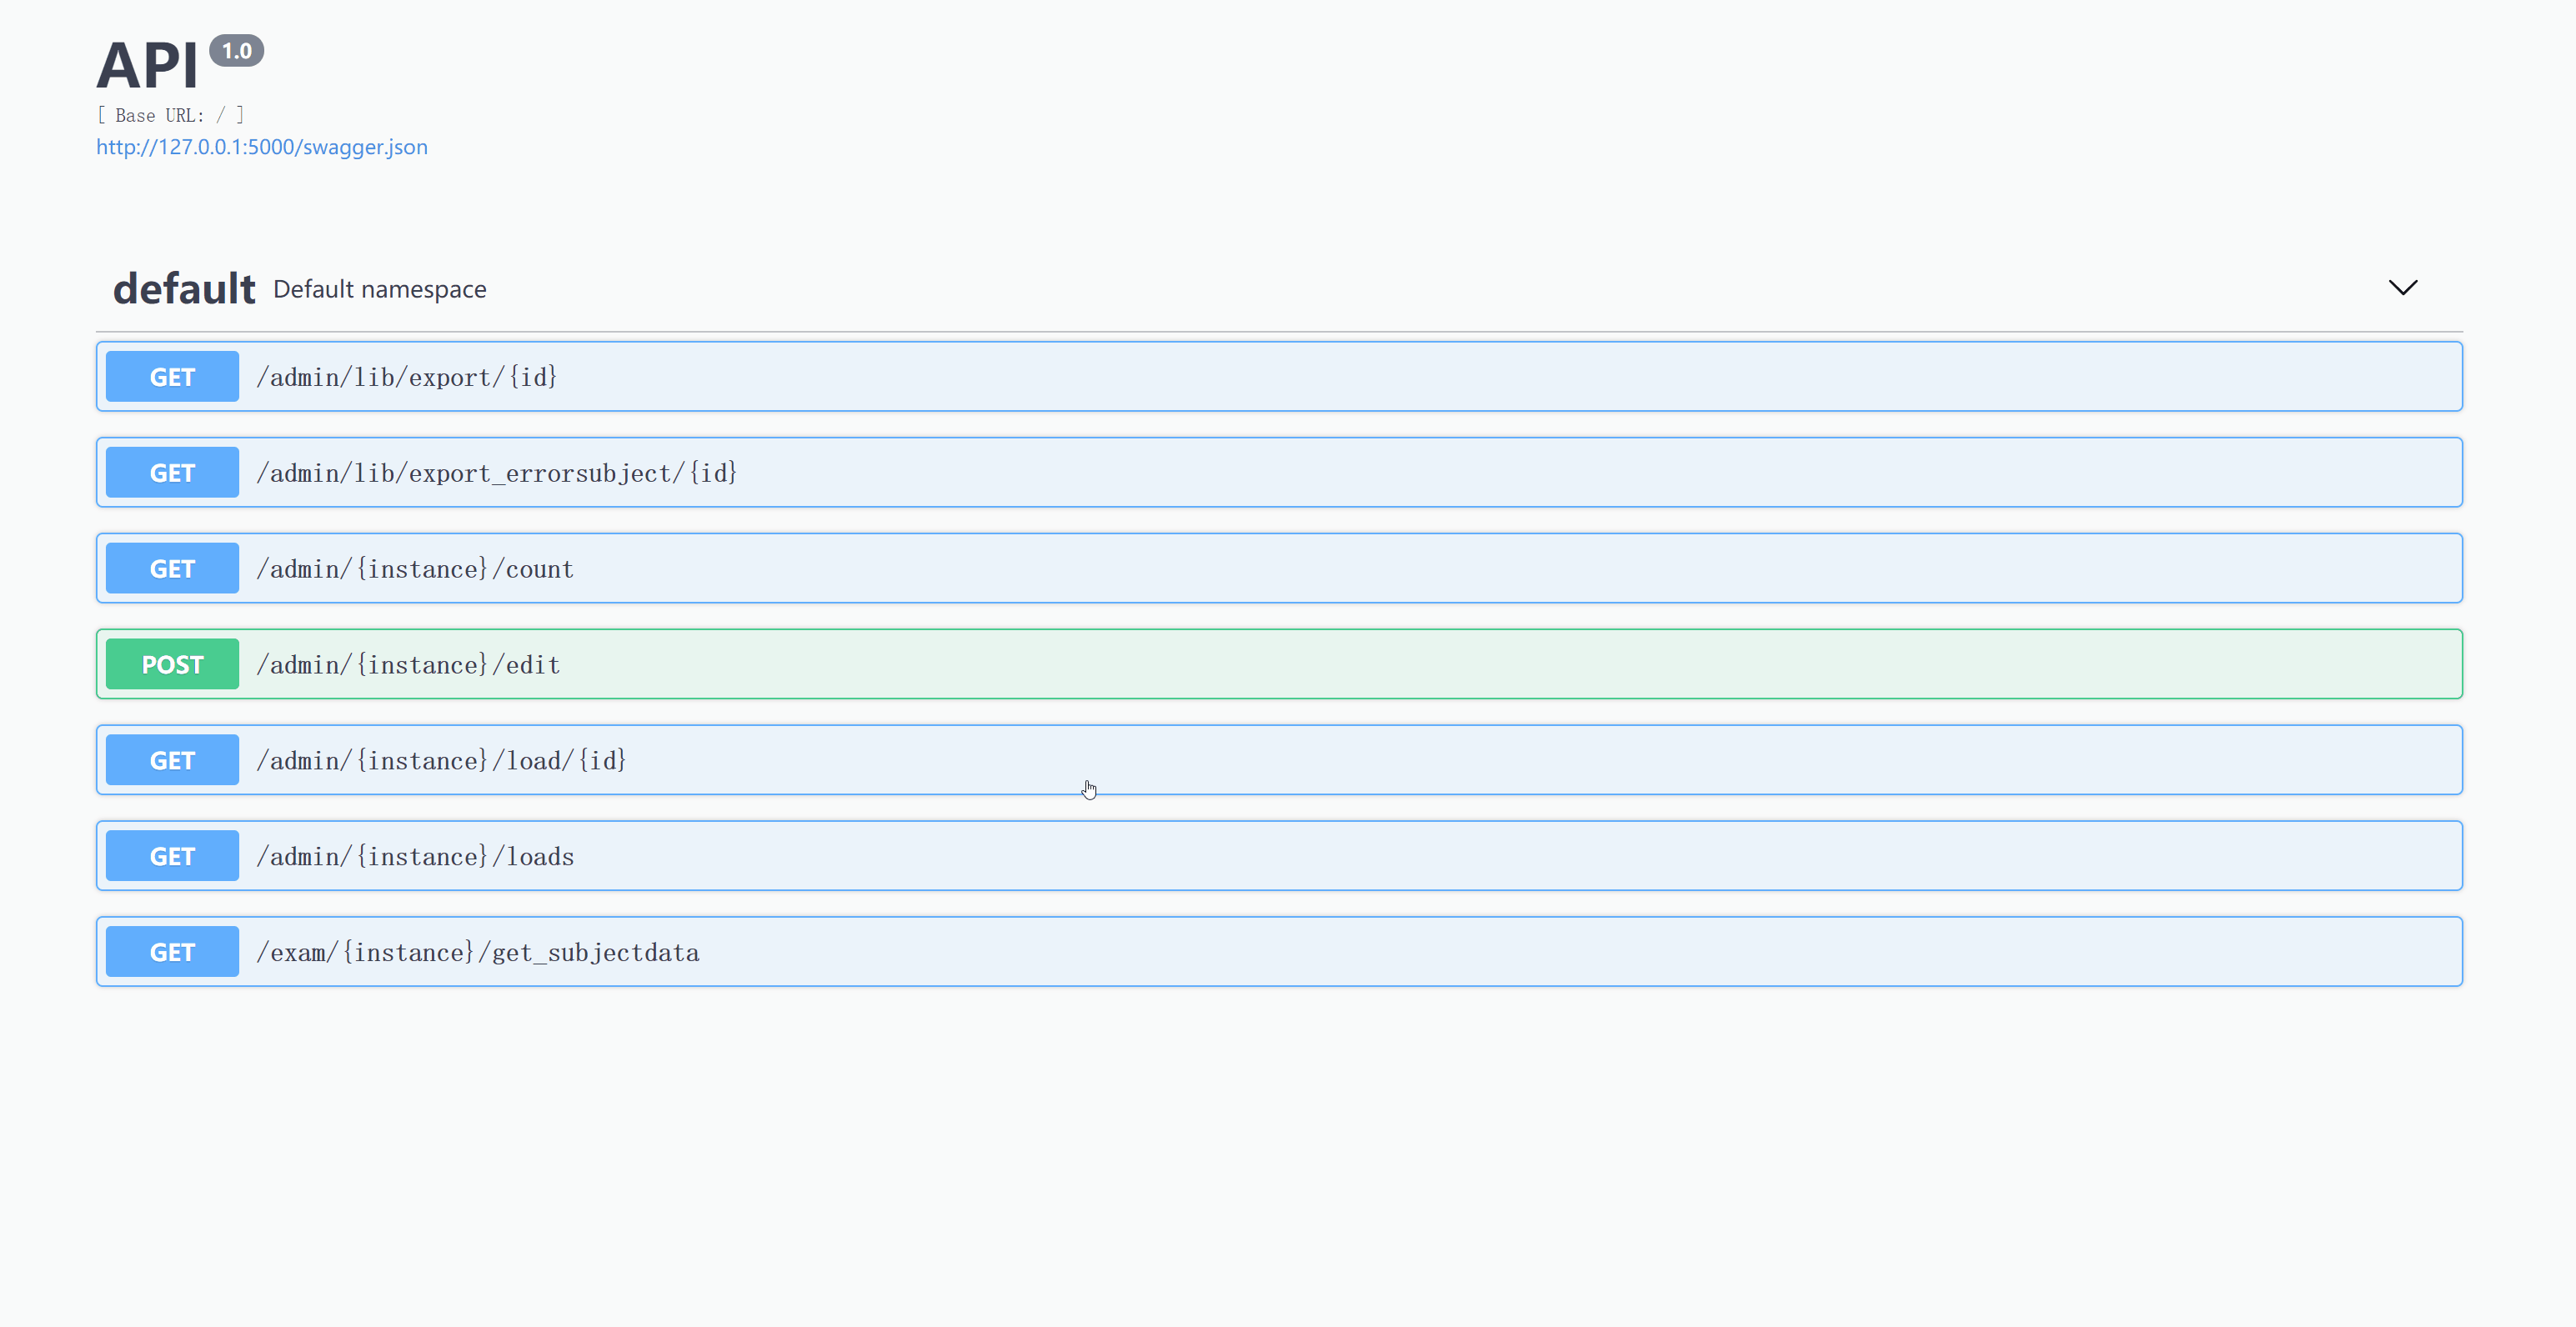 API 1.0
[ Base URL: / ]
http://127.0.0.1:5000/swagger.json
default Default namespace
GET /admin/lib/export/{id}
GET /admin/lib/export_errorsubject/{id}
GET /admin/{instance}/count
POST /admin/{instance}/edit
GET /admin/{instance}/load/{id}
GET /admin/{instance}/loads
GET /exam/{instance}/get_subjectdata